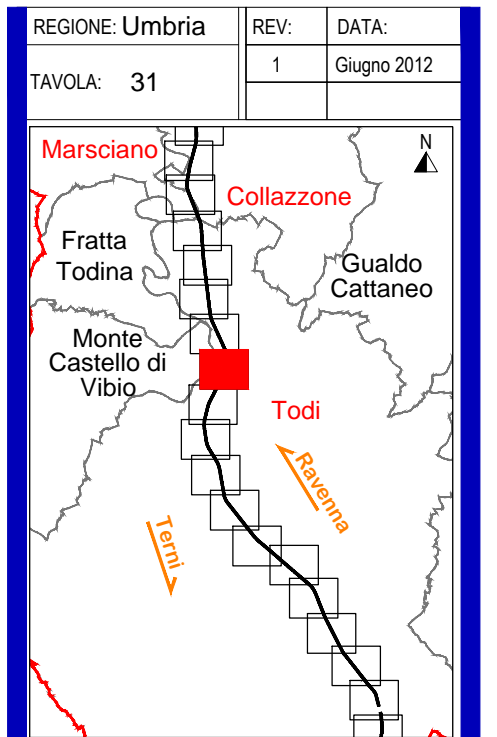 REGIONE: Umbria
REV:
DATA:
TAVOLA: 31
1
Giugno 2012
Marsciano
N
Collazzone
Fratta
Todina
Gualdo
Cattaneo
Monte
Castello di
Vibio
Todi
Ravenna
Terni